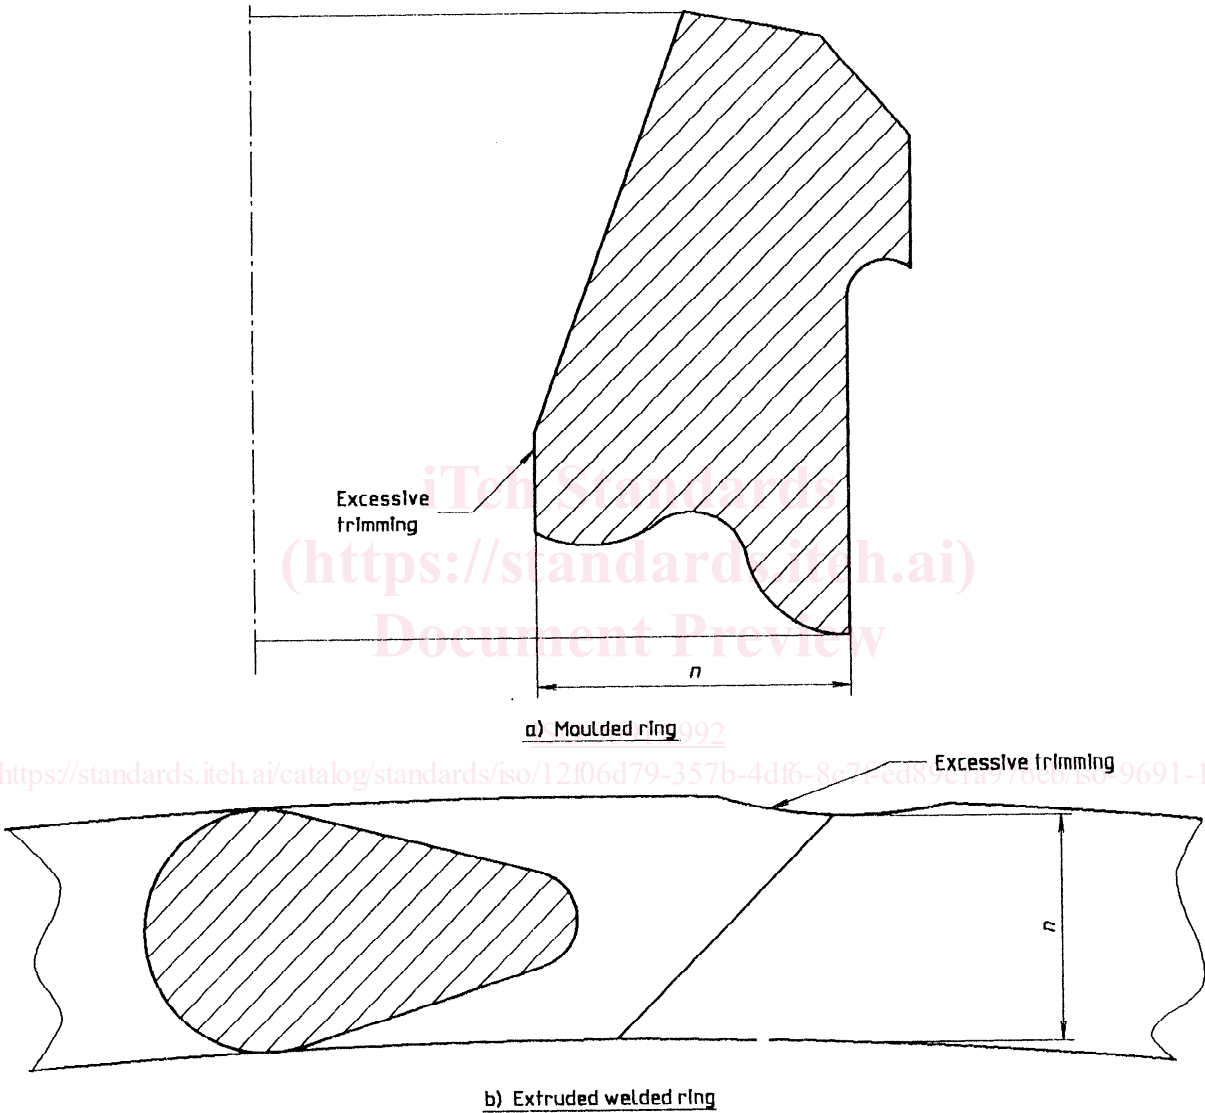 Excessive
trimming
iTeh Standards
(https://standards.iteh.ai)
Document Preview
n
a) Moulded ring
Excessive trimming
n
b) Extruded welded ring